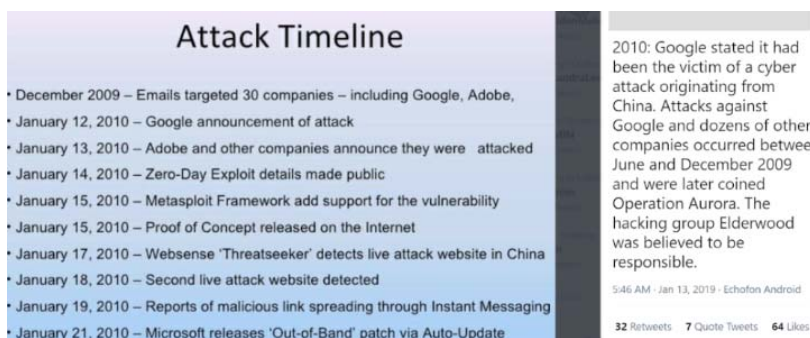 Attack Timeline
• December 2009 – Emails targeted 30 companies – including Google, Adobe,
• January 12, 2010 – Google announcement of attack
• January 13, 2010 – Adobe and other companies announce they were attacked
• January 14, 2010 – Zero-Day Exploit details made public
• January 15, 2010 – Metasploit Framework add support for the vulnerability
• January 15, 2010 – Proof of Concept released on the Internet
• January 17, 2010 – Websense ‘Threatseeker’ detects live attack website in China
• January 18, 2010 – Second live attack website detected
• January 19, 2010 – Reports of malicious link spreading through Instant Messaging
• January 21, 2010 – Microsoft releases ‘Out-of-Band’ patch via Auto-Update
2010: Google stated it had
been the victim of a cyber
attack originating from
China. Attacks against
Google and dozens of other
companies occurred betwee
June and December 2009
and were later coined
Operation Aurora. The
hacking group Elderwood
was believed to be
responsible.
5:46 AM · Jan 13, 2019 · Echofon Android
32 Retweets 7 Quote Tweets 64 Likes